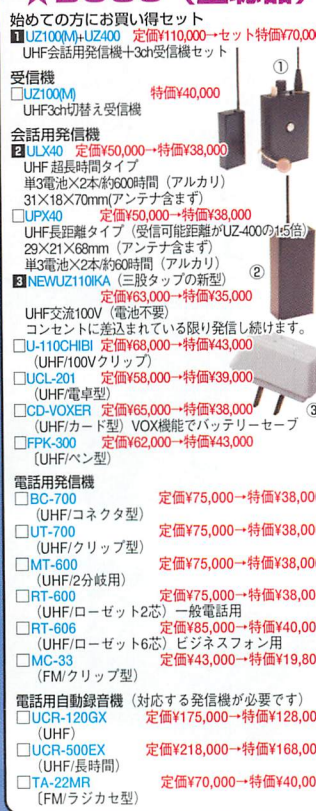 始めての方にお買い得セット
1 UZ100(M)+UZ400 定価¥110,000→セット特価¥70,00
UHF会話用発信機+3ch受信機セット
①
受信機
□UZ100(M) 特価¥40,000
UHF3ch切替え受信機
会話用発信機
2 ULX40 定価¥50,000→特価¥38,000
UHF 超長時間タイプ
単3電池×2本/約600時間(アルカリ)
31×18×70mm(アンテナ含まず)
□UPX40 定価¥50,000→特価¥38,000
UHF長距離タイプ(受信可能距離がUZ-400の1.5倍)
29×21×68mm(アンテナ含まず)
単3電池×2本/約60時間(アルカリ)
②
3 NEWUZ110IKA(三股タップの新型)
定価¥63,000→特価¥35,000
UHF交流100V(電池不要)
コンセントに差込まれている限り発信し続けます。
□U-110CHIBI 定価¥68,000→特価¥43,000
(UHF/100Vクリップ)
□UCL-201 定価¥58,000→特価¥39,000
(UHF/電卓型)
□CD-VOXER 定価¥65,000→特価¥38,000
③
(UHF/カード型)VOX機能でバッテリーセーブ
□FPK-300 定価¥62,000→特価¥43,000
〔UHF/ペン型〕
電話用発信機
□BC-700 定価¥75,000→特価¥38,00
(UHF/コネクタ型)
□UT-700 定価¥75,000→特価¥38,00
(UHF/クリップ型)
□MT-600 定価¥75,000→特価¥38,00
(UHF/2分岐用)
□RT-600 定価¥75,000→特価¥38,00
(UHF/ローゼット2芯)一般電話用
□RT-606 定価¥85,000→特価¥40,00
(UHF/ローゼット6芯)ビジネスフォン用
□MC-33 定価¥43,000→特価¥19,80
(FM/クリップ型)
電話用自動録音機(対応する発信機が必要です)
□UCR-120GX 定価¥175,000→特価¥128,00
(UHF)
□UCR-500EX 定価¥218,000→特価¥168,00
(UHF/長時間)
□TA-22MR 定価¥70,000→特価¥40,00
〔FM/ラジカセ型〕